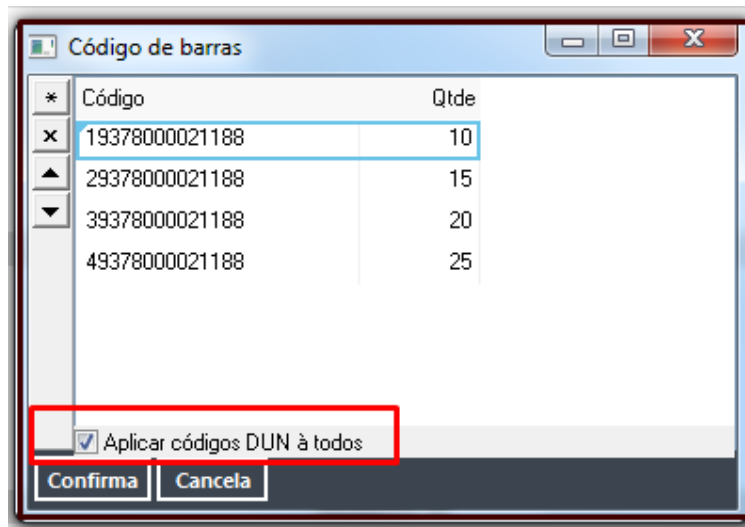 Código de barras
Código Qtde
19378000021188 10
29378000021188 15
39378000021188 20
49378000021188 25
Aplicar códigos DUN à todos
Confirma Cancela